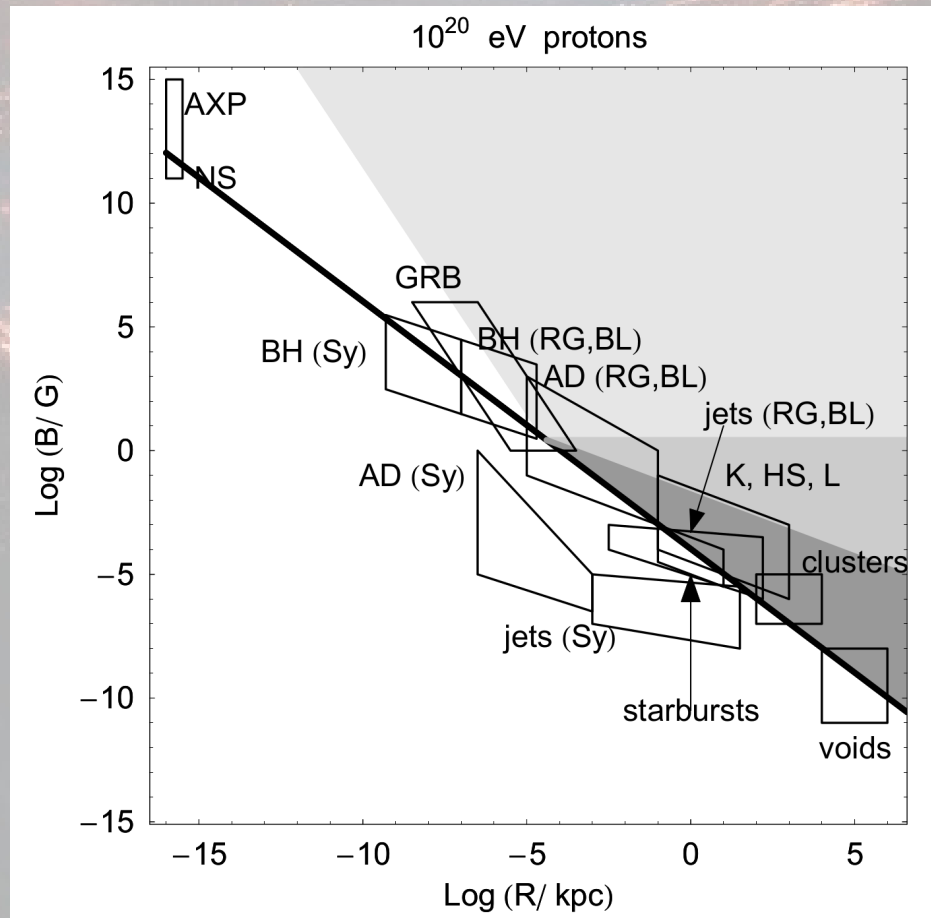 10^20 eV protons
15
AXP
NS
10
GRB
5
BH (RG,BL)
BH (Sy)
AD (RG,BL)
jets (RG,BL)
Log (B/ G)
0
AD (Sy)
K, HS, L
clusters
−5
jets (Sy)
starbursts
−10
voids
−15
−15 −10 −5 0 5
Log (R/ kpc)